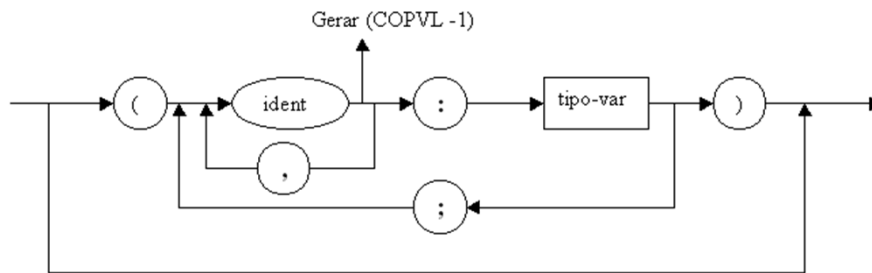 Gerar (COPVL -1)
( ident : tipo-var )
,
;